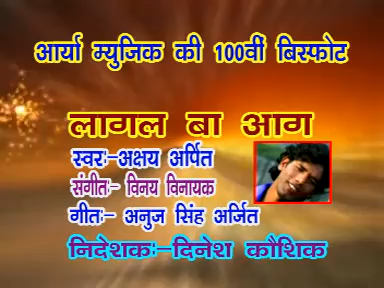 आर्या म्युजिक की 100वीं बिस्फोट
लागल बा आग
स्वरः-अक्षय अर्पित
संगीतः- विनय विनायक
गीतः- अनुज सिंह अर्जित
निदेशकः-दिनेश कौशिक